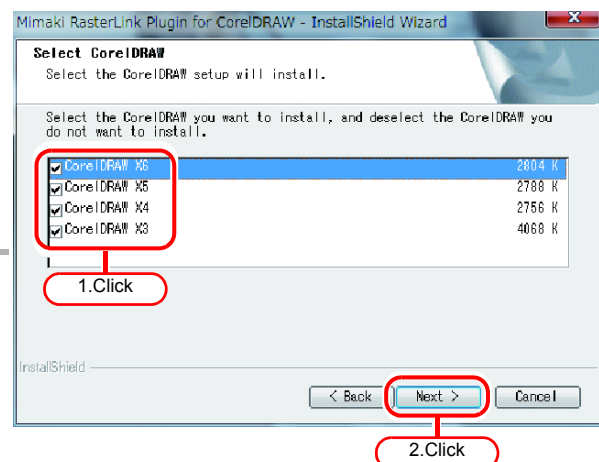 Mimaki RasterLink Plugin for CorelDRAW - InstallShield Wizard
Select CorelDRAW
Select the CorelDRAW setup will install.
Select the CorelDRAW you want to install, and deselect the CorelDRAW you
do not want to install.
CorelDRAW X6 2804 K
CorelDRAW X5 2788 K
CorelDRAW X4 2756 K
CorelDRAW X3 4068 K
1.Click
InstallShield
< Back Next > Cancel
2.Click